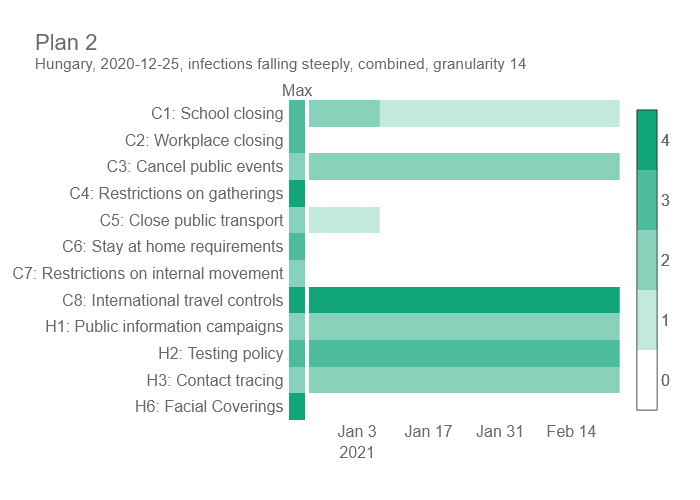 Plan 2
Hungary, 2020-12-25, infections falling steeply, combined, granularity 14
Max
C1: School closing
C2: Workplace closing
C3: Cancel public events
C4: Restrictions on gatherings
C5: Close public transport
C6: Stay at home requirements
C7: Restrictions on internal movement
C8: International travel controls
H1: Public information campaigns
H2: Testing policy
H3: Contact tracing
H6: Facial Coverings
4
3
2
1
0
Jan 3 Jan 17 Jan 31 Feb 14
2021